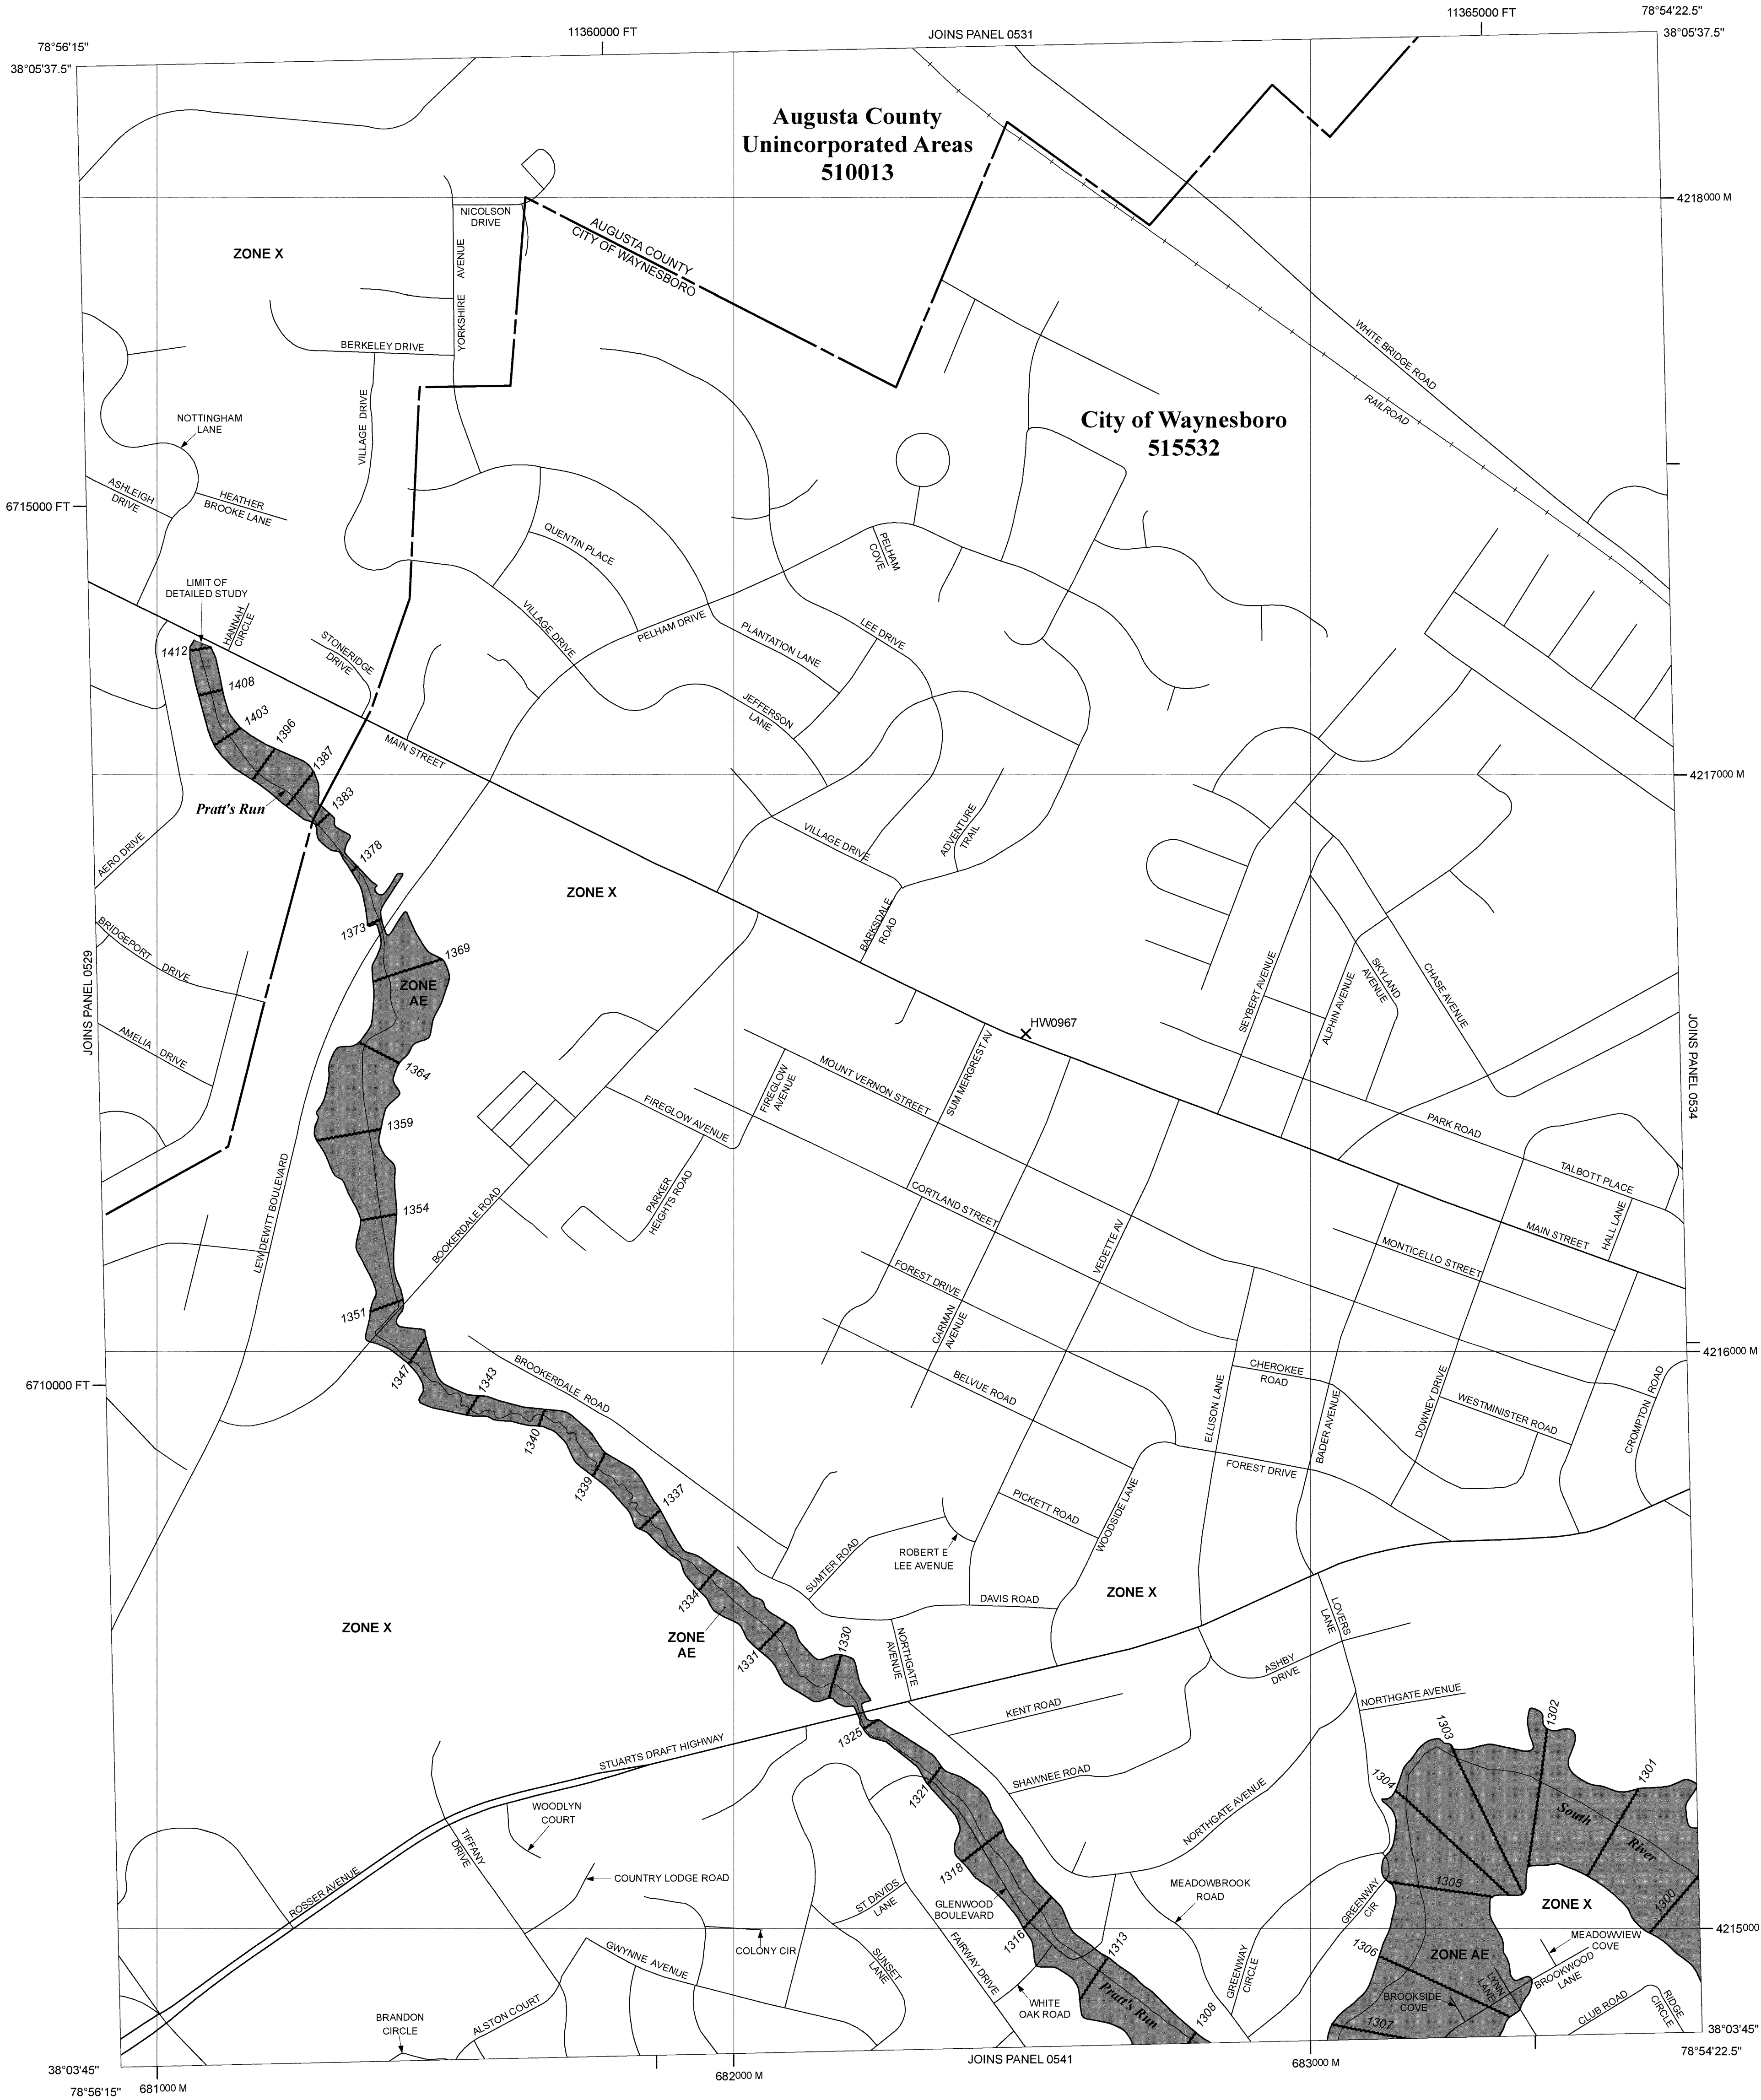 11365000 FT
78°54'22.5"
11360000 FT
JOINS PANEL 0531
78°56'15"
38°05'37.5"
38°05'37.5"
Augusta County
Unincorporated Areas
510013
4218000 M
NICOLSON
DRIVE
AUGUSTA COUNTY
CITY OF WAYNESBORO
ZONE X
YORKSHIRE AVENUE
BERKELEY DRIVE
WHITE BRIDGE ROAD
RAILROAD
VILLAGE DRIVE
City of Waynesboro
515532
NOTTINGHAM
LANE
ASHLEIGH
DRIVE
HEATHER
BROOKE LANE
6715000 FT
QUENTIN PLACE
PELHAM
COVE
LIMIT OF
DETAILED STUDY
HANNAH
CIRCLE
STONERIDGE
DRIVE
VILLAGE DRIVE
PELHAM DRIVE
PLANTATION LANE
LEE DRIVE
1412
1408
1403
1396
1387
1383
1378
JEFFERSON
LANE
MAIN STREET
4217000 M
Pratt's Run
AERO DRIVE
VILLAGE DRIVE
ADVENTURE
TRAIL
ZONE X
BARKSDALE
ROAD
1373
1369
BRIDGEPORT DRIVE
JOINS PANEL 0529
ZONE
AE
SEYBERT AVENUE
ALPHIN AVENUE
SKYLAND
AVENUE
CHASE AVENUE
AMELIA DRIVE
HW0967
JOINS PANEL 0534
1364
MOUNT VERNON STREET
SUM MERGREST AV
FIREGLOW
AVENUE
FIREGLOW AVENUE
1359
PARK ROAD
TALBOTT PLACE
LEW DEWITT BOULEVARD
PARKER
HEIGHTS ROAD
CORTLAND STREET
1354
BOOKERDALE ROAD
VEDETTE AV
MAIN STREET
HALL LANE
MONTICELLO STREET
FOREST DRIVE
1351
CARMAN
AVENUE
4216000 M
1347
1343
BROOKERDALE ROAD
CHEROKEE
ROAD
6710000 FT
BELVUE ROAD
ELLISON LANE
BADER AVENUE
DOWNEY DRIVE
WESTMINISTER ROAD
CROMPTON ROAD
1340
1339
1337
FOREST DRIVE
PICKETT ROAD
WOODSIDE LANE
SUMTER ROAD
ROBERT E
LEE AVENUE
1334
DAVIS ROAD
ZONE X
ZONE X
ZONE
AE
1331
1330
NORTHGATE
AVENUE
LOVERS
LANE
ASHBY
DRIVE
KENT ROAD
NORTHGATE AVENUE
1325
STUARTS DRAFT HIGHWAY
1304
1303
1302
1301
SHAWNEE ROAD
1321
NORTHGATE AVENUE
South
River
WOODLYN
COURT
TIFFANY
DRIVE
ROSSER AVENUE
COUNTRY LODGE ROAD
1318
ST DAVIDS
LANE
GLENWOOD
BOULEVARD
MEADOWBROOK
ROAD
GREENWAY
CIR
1305
1300
ZONE X
4215000
1316
1313
COLONY CIR
GWYNNE AVENUE
SUNSET
LANE
FAIRWAY DRIVE
GREENWAY
CIRCLE
1306
ZONE AE
MEADOWVIEW
COVE
BROOKWOOD
LANE
LYNN
LANE
BROOKSIDE
COVE
CLUB ROAD
RIDGE
CIRCLE
WHITE
OAK ROAD
Pratt's Run
1308
1307
BRANDON
CIRCLE
ALSTON COURT
38°03'45"
78°54'22.5"
38°03'45"
78°56'15"
681000 M
682000 M
JOINS PANEL 0541
683000 M